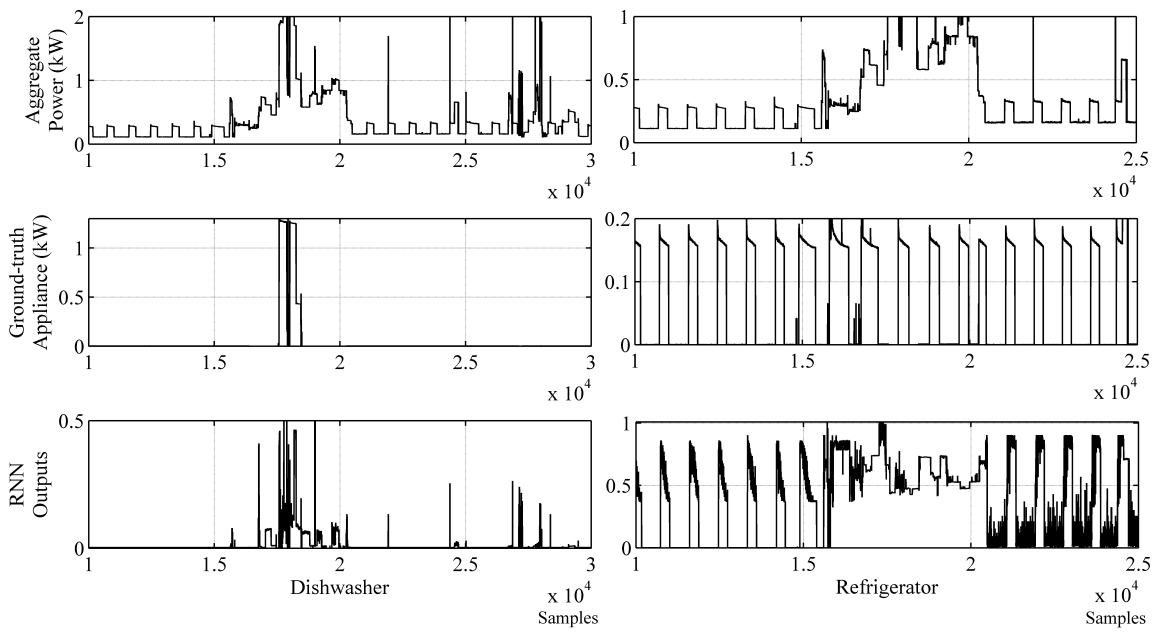 Aggregate
Power (kW)
2
1
0
1
1.5
2
2.5
3
x 10^4
1
0.5
0
1
1.5
2
2.5
x 10^4
Ground-truth
Appliance (kW)
1
0.5
0
1
1.5
2
2.5
3
x 10^4
0.2
0.1
0
1
1.5
2
2.5
x 10^4
RNN
Outputs
0.5
0
1
1.5
2
2.5
3
Dishwasher
x 10^4
Samples
1
0.5
0
1
1.5
2
2.5
Refrigerator
x 10^4
Samples